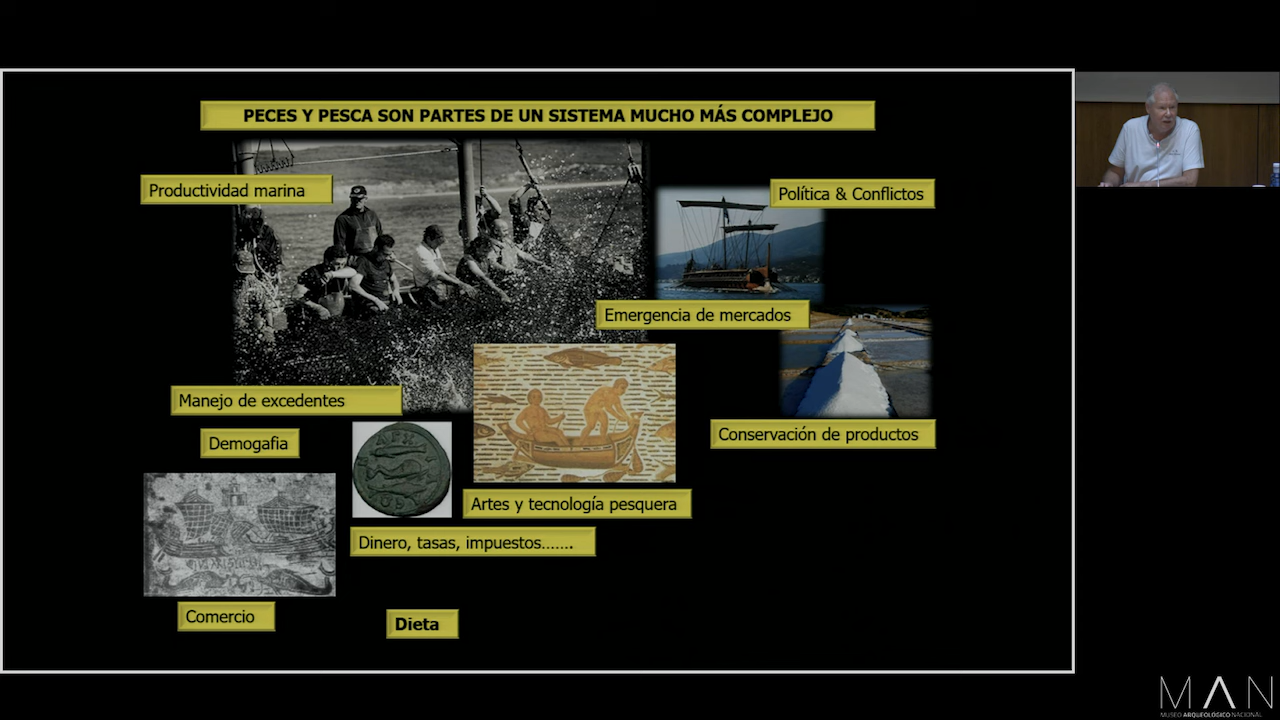 PECES Y PESCA SON PARTES DE UN SISTEMA MUCHO MÁS COMPLEJO
Productividad marina
Política & Conflictos
Emergencia de mercados
Manejo de excedentes
Conservación de productos
Demogafia
Artes y tecnología pesquera
Dinero, tasas, impuestos.......
Comercio
Dieta
MAN
MUSEO ARQUEOLÓGICO NACIONAL